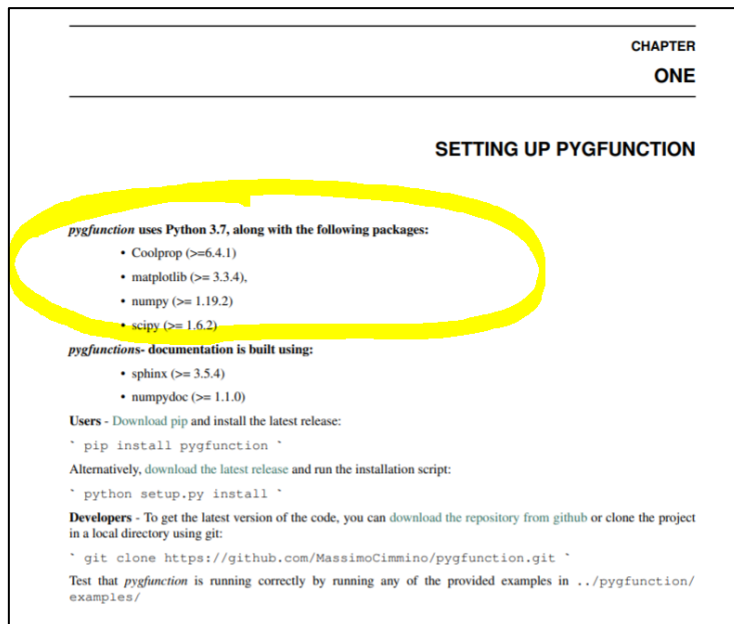 CHAPTER
ONE
SETTING UP PYGFUNCTION
pygfunction uses Python 3.7, along with the following packages:
• Coolprop (>=6.4.1)
• matplotlib (>= 3.3.4),
• numpy (>= 1.19.2)
• scipy (>= 1.6.2)
pygfunctions- documentation is built using:
• sphinx (>= 3.5.4)
• numpydoc (>= 1.1.0)
Users - Download pip and install the latest release:
` pip install pygfunction `
Alternatively, download the latest release and run the installation script:
` python setup.py install `
Developers - To get the latest version of the code, you can download the repository from github or clone the project
in a local directory using git:
` git clone https://github.com/MassimoCimmino/pygfunction.git `
Test that pygfunction is running correctly by running any of the provided examples in ../pygfunction/
examples/